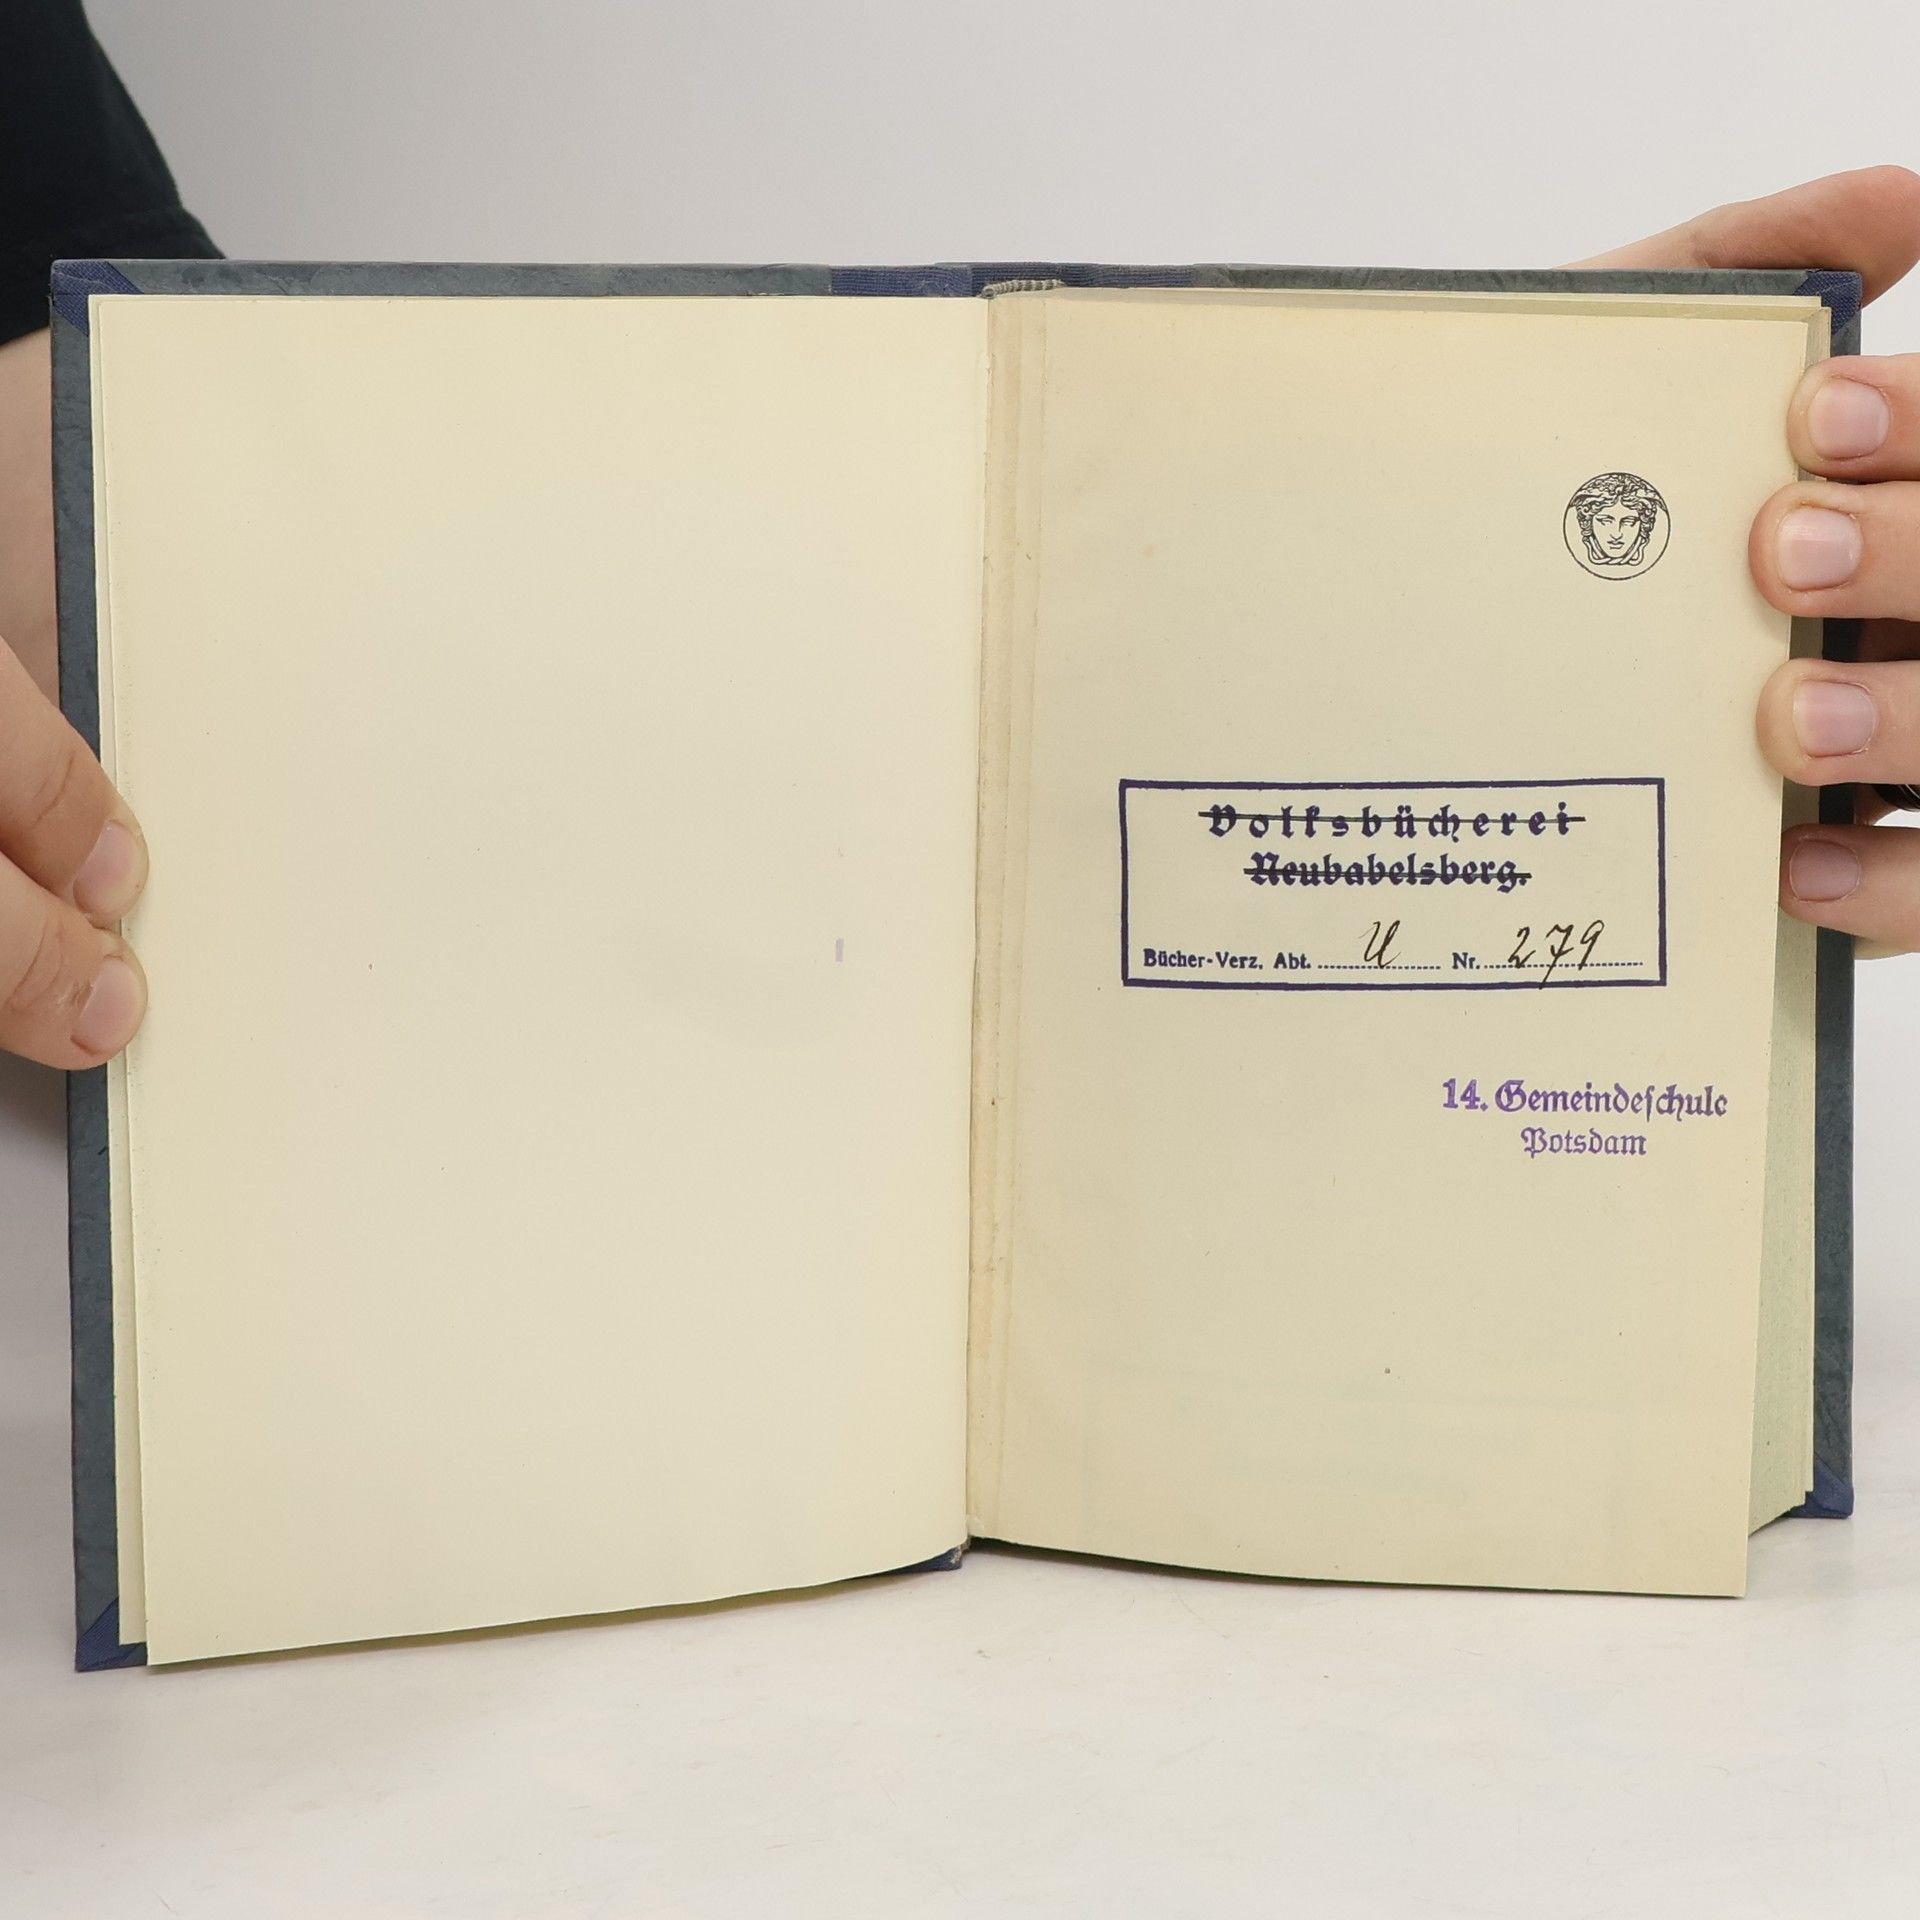 Volksbücherei
Neubabelsberg.
Bücher-Verz. Abt. U Nr. 279
14. Gemeindeschule
Potsdam